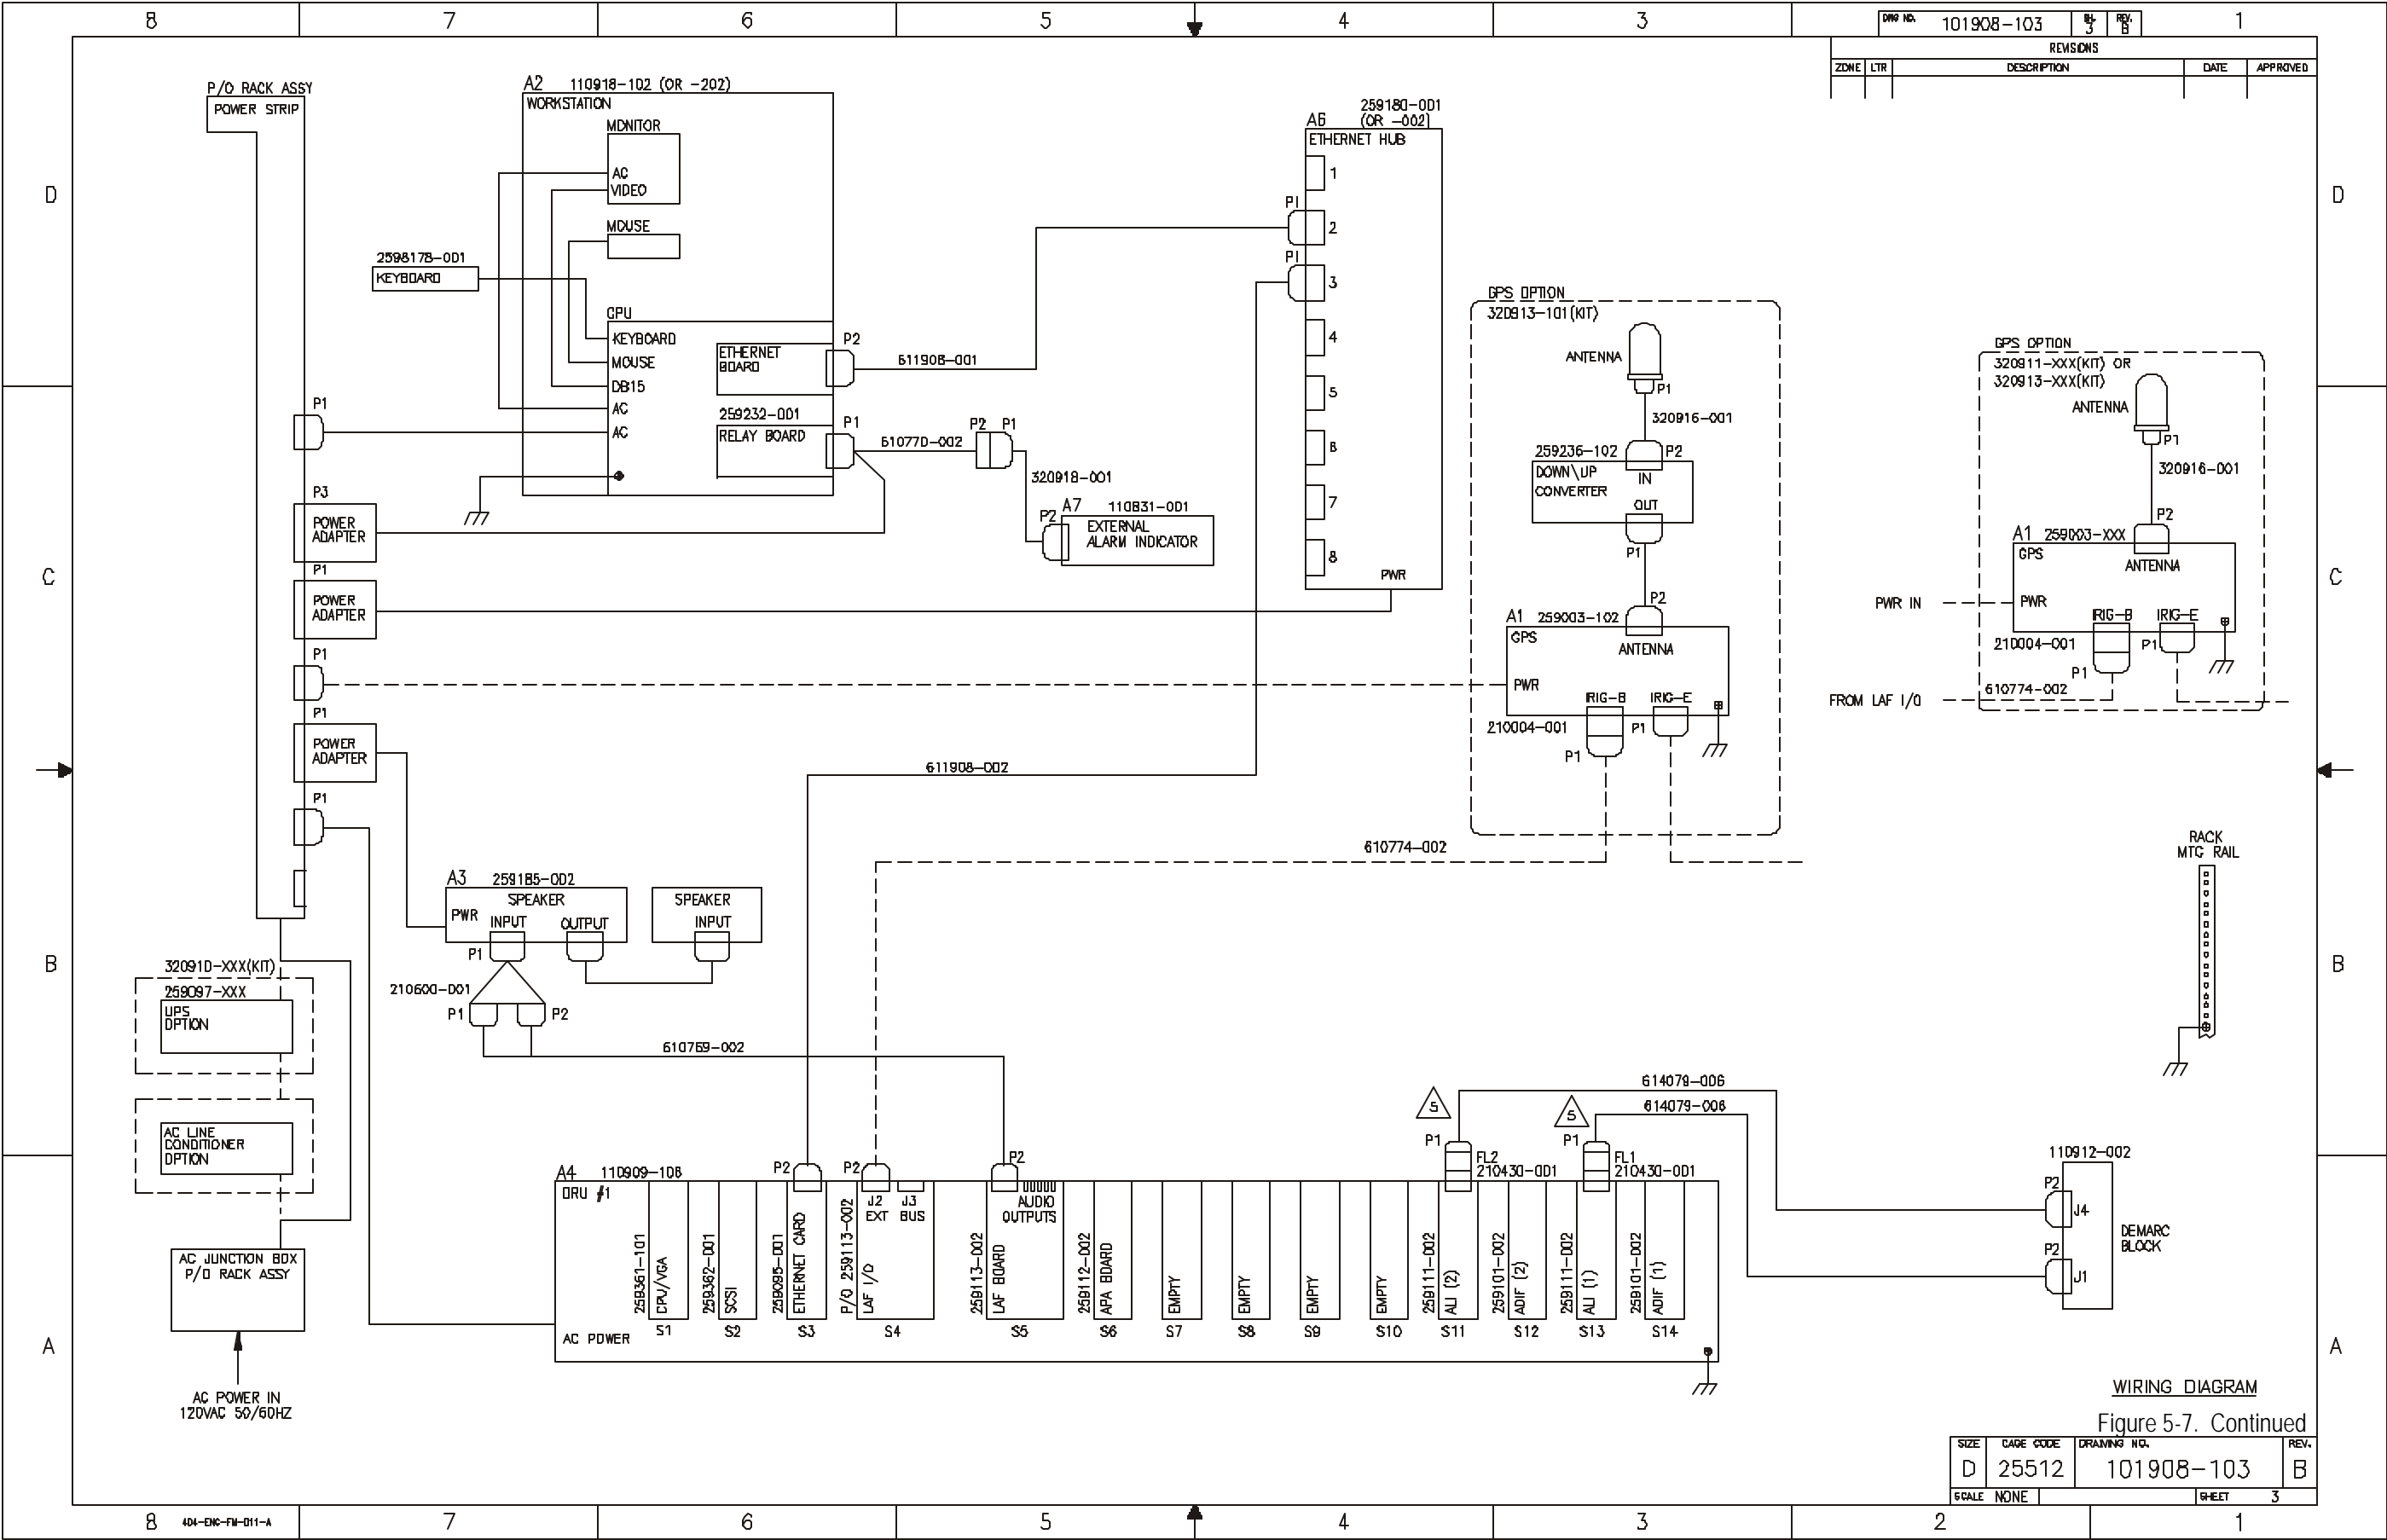 8
7
6
5
4
3
DWG NO.
101908-103
SH.
3
REV.
B
1
REVISIONS
ZONE
LTR
DESCRIPTION
DATE
APPROVED
D
C
B
A
D
C
B
A
P/O RACK ASSY
POWER STRIP
P1
P3
POWER
ADAPTER
P1
POWER
ADAPTER
P1
P1
POWER
ADAPTER
P1
32091D-XXX(KIT)
259097-XXX
UPS
OPTION
AC LINE
CONDITIONER
OPTION
AC JUNCTION BOX
P/O RACK ASSY
AC POWER IN
120VAC 50/60HZ
A2
110918-102 (OR -202)
WORKSTATION
MONITOR
AC
VIDEO
MOUSE
2598178-001
KEYBOARD
CPU
KEYBOARD
MOUSE
DB15
AC
AC
ETHERNET
BOARD
P2
611908-001
259232-001
RELAY BOARD
P1
610770-002
P2
P1
320918-001
P2
A7
110831-001
EXTERNAL
ALARM INDICATOR
259180-001
(OR -002)
A6
ETHERNET HUB
1
P1
2
P1
3
4
5
6
7
8
PWR
GPS OPTION
320913-101(KIT)
ANTENNA
P1
320916-001
259236-102
P2
DOWN\UP
CONVERTER
IN
OUT
P1
P2
A1
259003-102
GPS
ANTENNA
PWR
IRIG-B
IRIG-E
210004-001
P1
P1
610774-002
GPS OPTION
320911-XXX(KIT) OR
320913-XXX(KIT)
ANTENNA
P1
320916-001
P2
A1
259003-XXX
GPS
ANTENNA
PWR IN
PWR
IRIG-B
IRIG-E
210004-001
P1
P1
610774-002
FROM LAF I/O
RACK
MTG RAIL
611908-002
A3
259185-002
SPEAKER
PWR
INPUT
OUTPUT
P1
SPEAKER
INPUT
210600-001
P1
P2
610769-002
A4
110909-106
DRU #1
AC POWER
259361-101
CPU/VGA
S1
259362-001
SCSI
S2
P2
259095-001
ETHERNET CARD
S3
P2
J2
EXT
J3
BUS
P/O 259113-002
LAF I/O
S4
P2
AUDIO
OUTPUTS
259113-002
LAF BOARD
S5
259112-002
APA BOARD
S6
EMPTY
S7
EMPTY
S8
EMPTY
S9
EMPTY
S10
5
P1
FL2
210430-001
259111-002
ALI (2)
S11
259101-002
ADIF (2)
S12
5
P1
FL1
210430-001
259111-002
ALI (1)
S13
259101-002
ADIF (1)
S14
614079-006
614079-006
110912-002
P2
J4
P2
J1
DEMARC
BLOCK
WIRING DIAGRAM
Figure 5-7. Continued
SIZE
D
CAGE CODE
25512
DRAWING NO.
101908-103
REV.
B
SCALE NONE
SHEET 3
8
404-ENC-FM-011-A
7
6
5
4
3
2
1